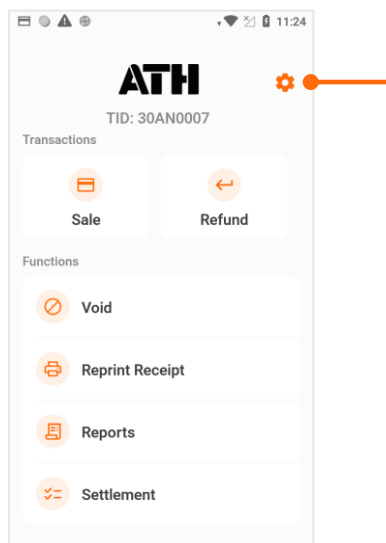 11:24
ATH
TID: 30AN0007
Transactions
Sale Refund
Functions
Void
Reprint Receipt
Reports
Settlement